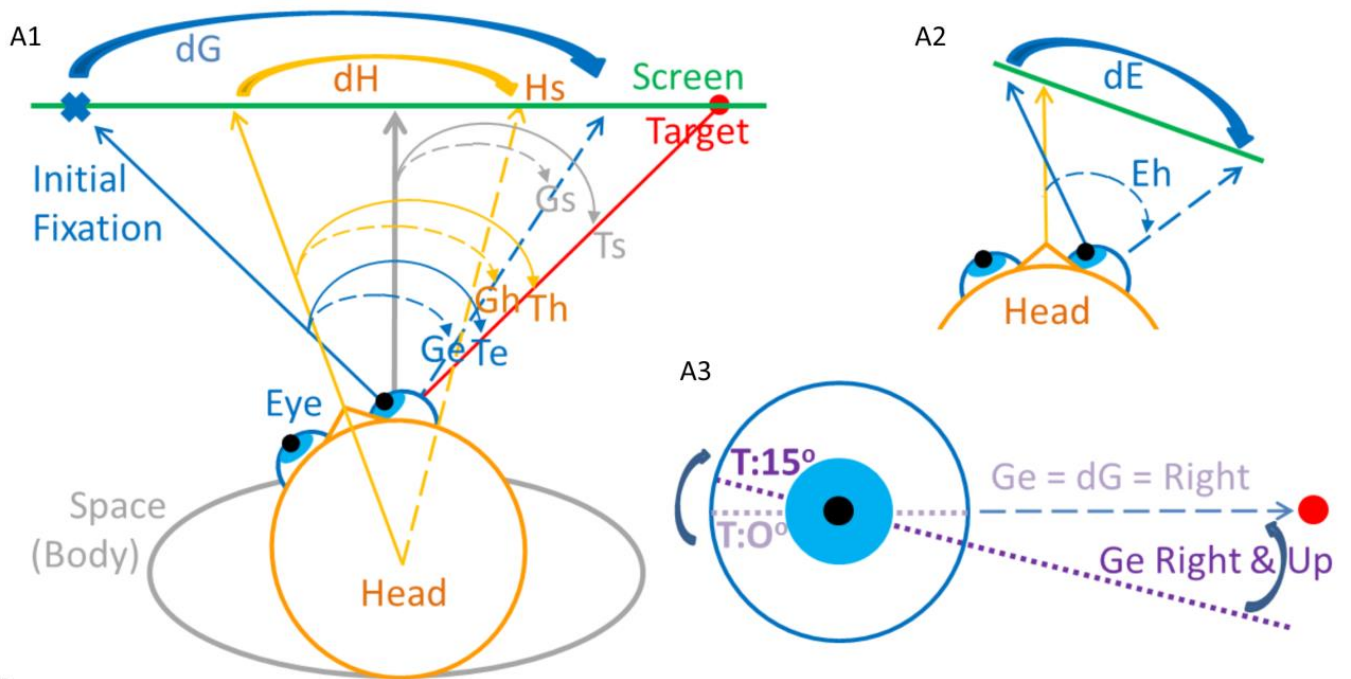 A1
dG
dH
Hs
Screen
Target
Initial
Fixation
Gs
Ts
Gh
Th
Ge
Te
Eye
Space
(Body)
Head
A2
dE
Eh
Head
A3
T:15º
T:Oº
Ge = dG = Right
Ge Right & Up